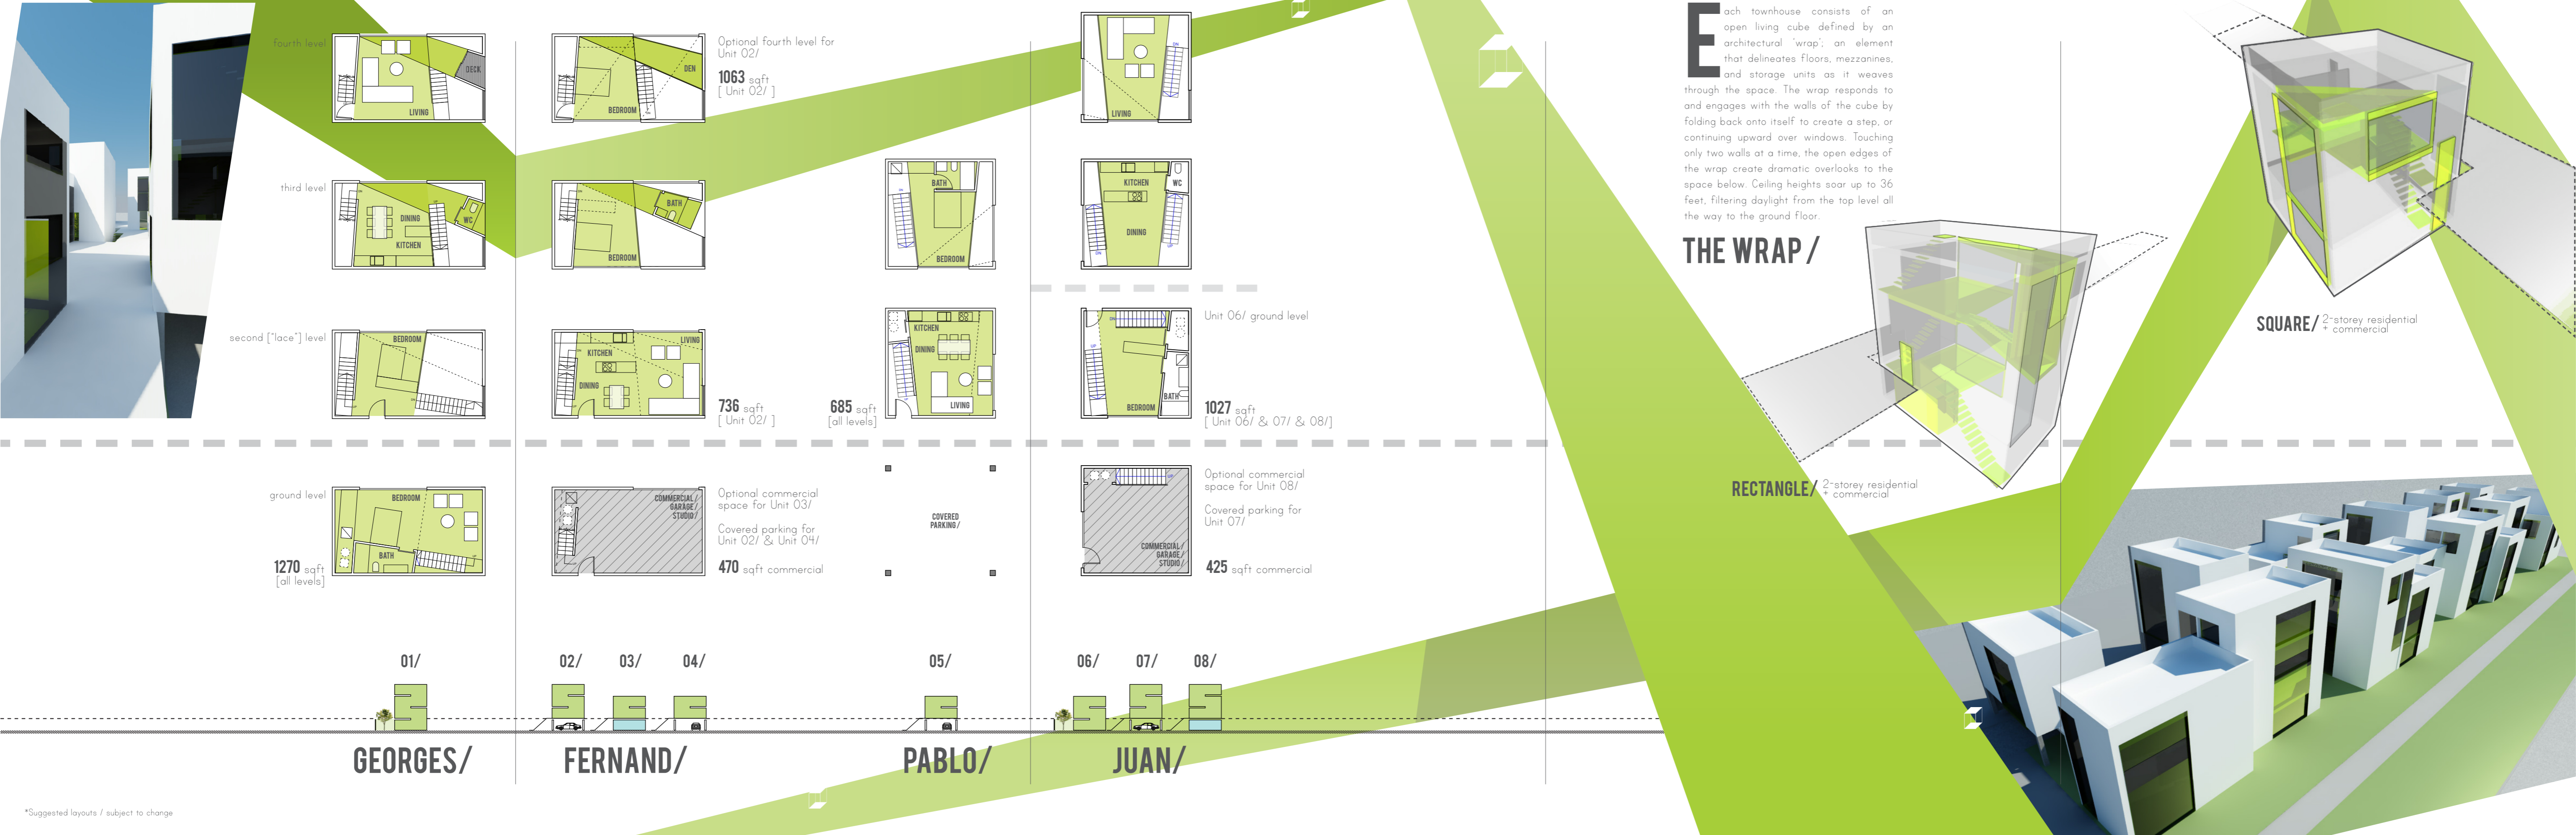 fourth level
DECK
LIVING
third level
DINING
WC
KITCHEN
second ["lace"] level
BEDROOM
ground level
BEDROOM
BATH
1270 sqft
[all levels]
01/
GEORGES/
*Suggested layouts / subject to change
DEN
BEDROOM
Optional fourth level for
Unit 02/
1063 sqft
[ Unit 02/ ]
BATH
BEDROOM
LIVING
KITCHEN
DINING
736 sqft
[ Unit 02/ ]
COMMERCIAL/
GARAGE/
STUDIO/
Optional commercial
space for Unit 03/
Covered parking for
Unit 02/ & Unit 04/
470 sqft commercial
02/ 03/ 04/
FERNAND/
BATH
BEDROOM
KITCHEN
DINING
LIVING
685 sqft
[all levels]
COVERED
PARKING/
05/
PABLO/
LIVING
KITCHEN
WC
DINING
Unit 06/ ground level
BATH
BEDROOM
1027 sqft
[ Unit 06/ & 07/ & 08/]
COMMERCIAL/
GARAGE/
STUDIO/
Optional commercial
space for Unit 08/
Covered parking for
Unit 07/
425 sqft commercial
06/ 07/ 08/
JUAN/
Each townhouse consists of an
open living cube defined by an
architectural 'wrap'; an element
that delineates floors, mezzanines,
and storage units as it weaves
through the space. The wrap responds to
and engages with the walls of the cube by
folding back onto itself to create a step, or
continuing upward over windows. Touching
only two walls at a time, the open edges of
the wrap create dramatic overlooks to the
space below. Ceiling heights soar up to 36
feet, filtering daylight from the top level all
the way to the ground floor.
THE WRAP/
RECTANGLE/ 2-storey residential
+ commercial
SQUARE/ 2-storey residential
+ commercial